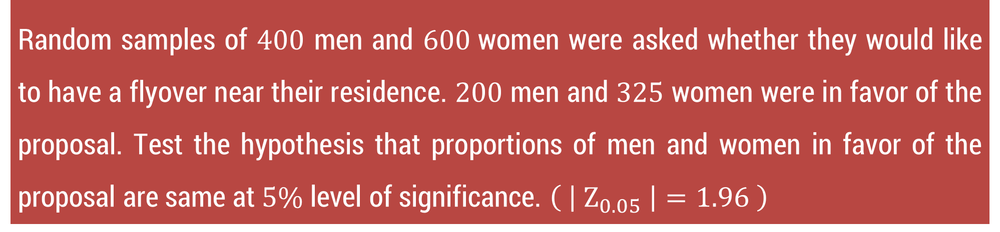 Random samples of 400 men and 600 women were asked whether they would like
to have a flyover near their residence. 200 men and 325 women were in favor of the
proposal. Test the hypothesis that proportions of men and women in favor of the
proposal are same at 5% level of significance. ( | Z₀.₀₅ | = 1.96 )